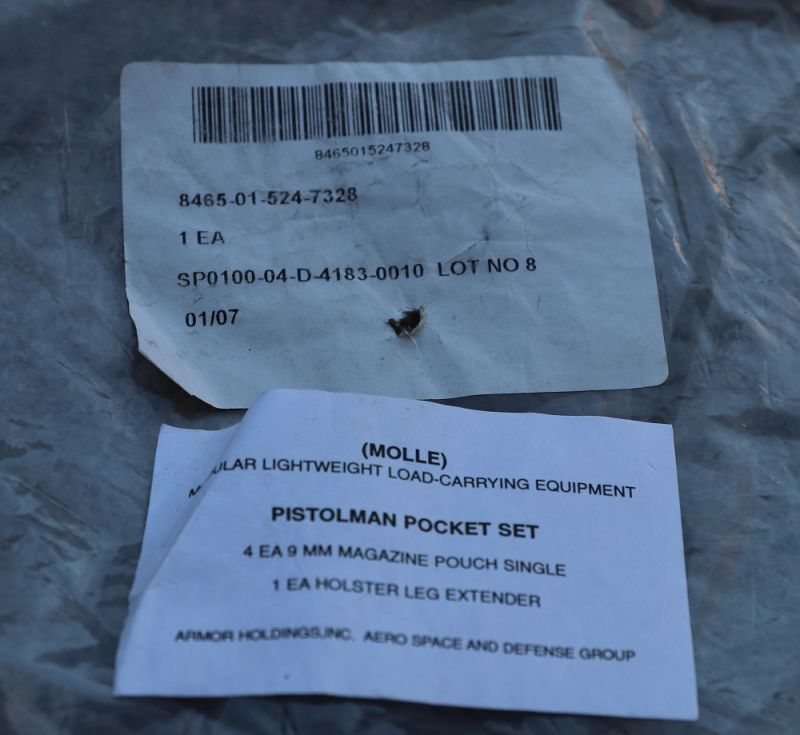 8465015247328
8465-01-524-7328
1 EA
SP0100-04-D-4183-0010 LOT NO 8
01/07
(MOLLE)
LIGHTWEIGHT LOAD-CARRYING EQUIPMENT
PISTOLMAN POCKET SET
4 EA 9 MM MAGAZINE POUCH SINGLE
1 EA HOLSTER LEG EXTENDER
ARMOR HOLDINGS,INC. AERO SPACE AND DEFENSE GROUP